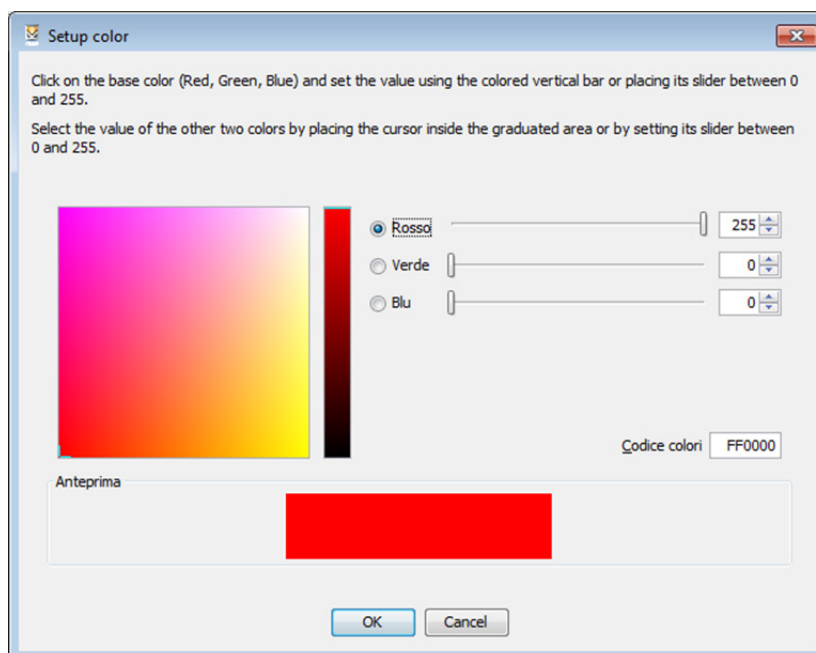 Setup color
Click on the base color (Red, Green, Blue) and set the value using the colored vertical bar or placing its slider between 0
and 255.
Select the value of the other two colors by placing the cursor inside the graduated area or by setting its slider between
0 and 255.
Rosso 255
Verde 0
Blu 0
Codice colori FF0000
Anteprima
OK Cancel